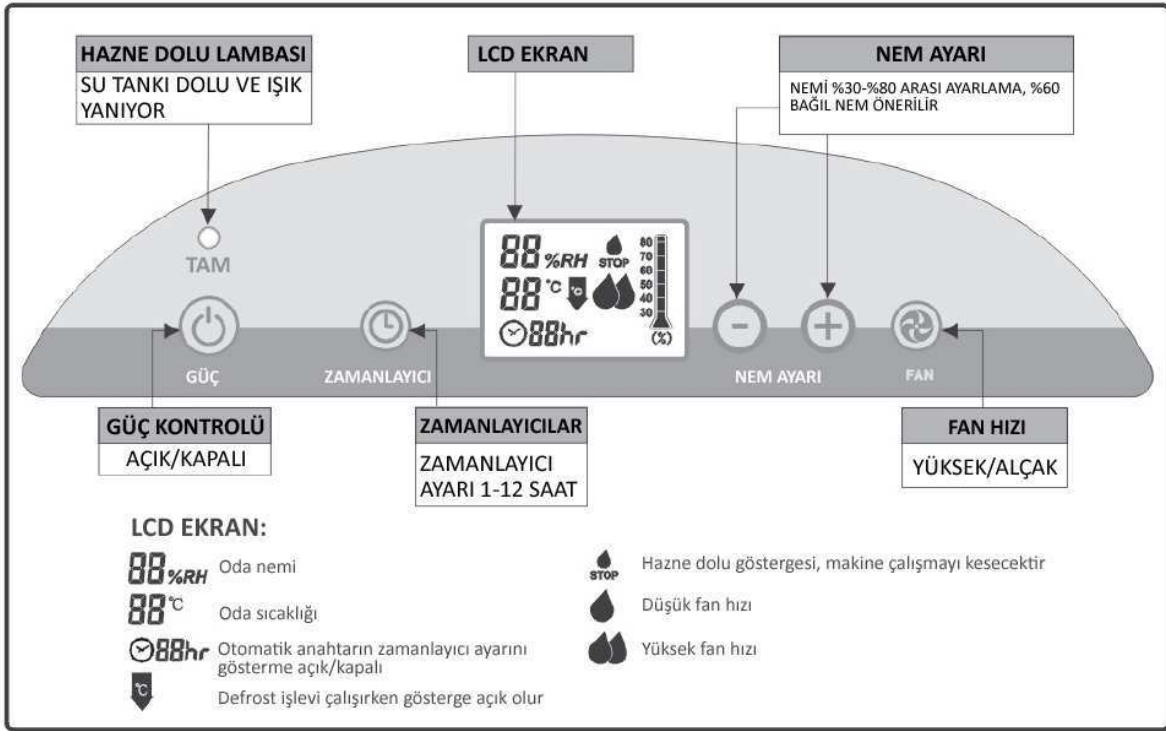 HAZNE DOLU LAMBASI
SU TANKI DOLU VE IŞIK
YANIYOR
LCD EKRAN
NEM AYARI
NEMİ %30-%80 ARASI AYARLAMA, %60
BAĞIL NEM ÖNERİLİR
TAM
88 %RH
STOP
88 °C
°C
88hr
80
70
60
50
40
30
(%)
-
+
GÜÇ
ZAMANLAYICI
NEM AYARI
FAN
GÜÇ KONTROLÜ
AÇIK/KAPALI
ZAMANLAYICILAR
ZAMANLAYICI
AYARI 1-12 SAAT
FAN HIZI
YÜKSEK/ALÇAK
LCD EKRAN:
88 %RH Oda nemi
88 °C Oda sıcaklığı
88hr Otomatik anahtarın zamanlayıcı ayarını
gösterme açık/kapalı
°C Defrost işlevi çalışırken gösterge açık olur
STOP Hazne dolu göstergesi, makine çalışmayı kesecektir
Düşük fan hızı
Yüksek fan hızı